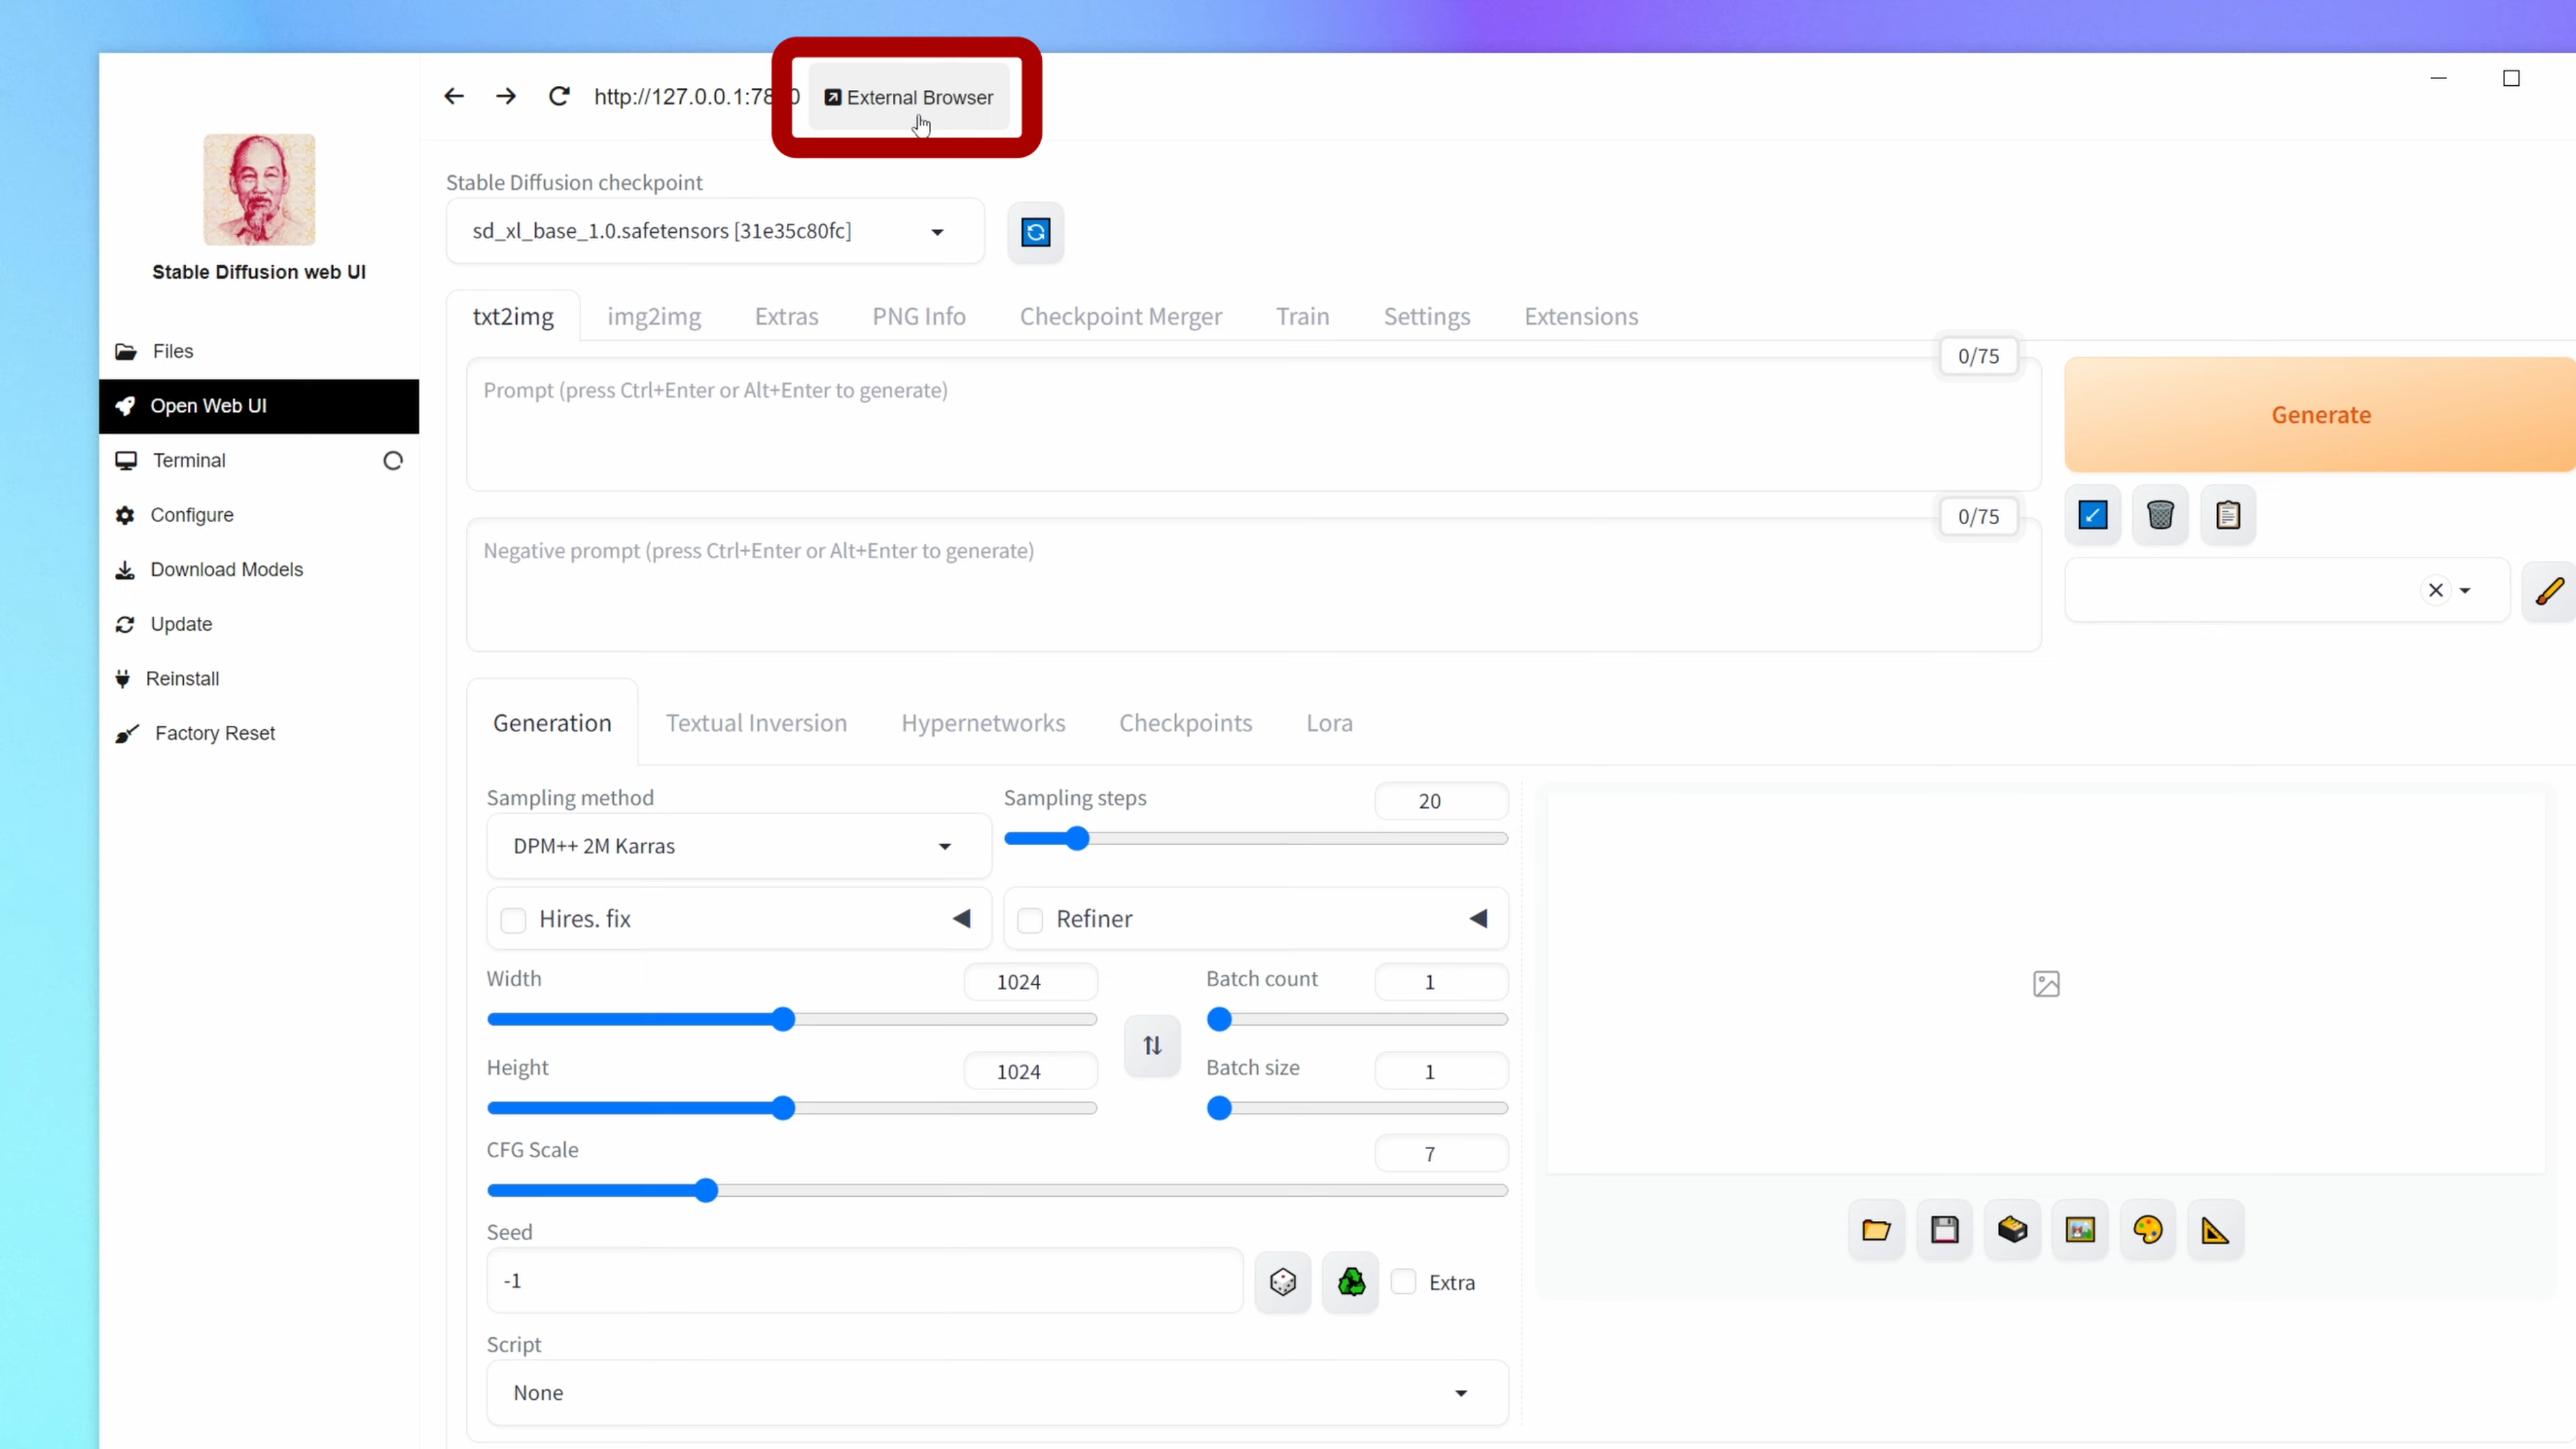 http://127.0.0.1:78 0
External Browser
Stable Diffusion checkpoint
sd_xl_base_1.0.safetensors [31e35c80fc]
Stable Diffusion web UI
Files
Open Web UI
Terminal
Configure
Download Models
Update
Reinstall
Factory Reset
txt2img img2img Extras PNG Info Checkpoint Merger Train Settings Extensions
0/75
Prompt (press Ctrl+Enter or Alt+Enter to generate)
Generate
0/75
Negative prompt (press Ctrl+Enter or Alt+Enter to generate)
Generation Textual Inversion Hypernetworks Checkpoints Lora
Sampling method
DPM++ 2M Karras
Sampling steps
20
Hires. fix
Refiner
Width
1024
Batch count
1
Height
1024
Batch size
1
CFG Scale
7
Seed
-1
Extra
Script
None